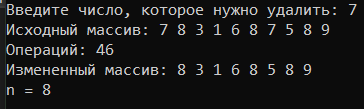 Введите число, которое нужно удалить: 7
Исходный массив: 7 8 3 1 6 8 7 5 8 9
Операций: 46
Измененный массив: 8 3 1 6 8 5 8 9
n = 8